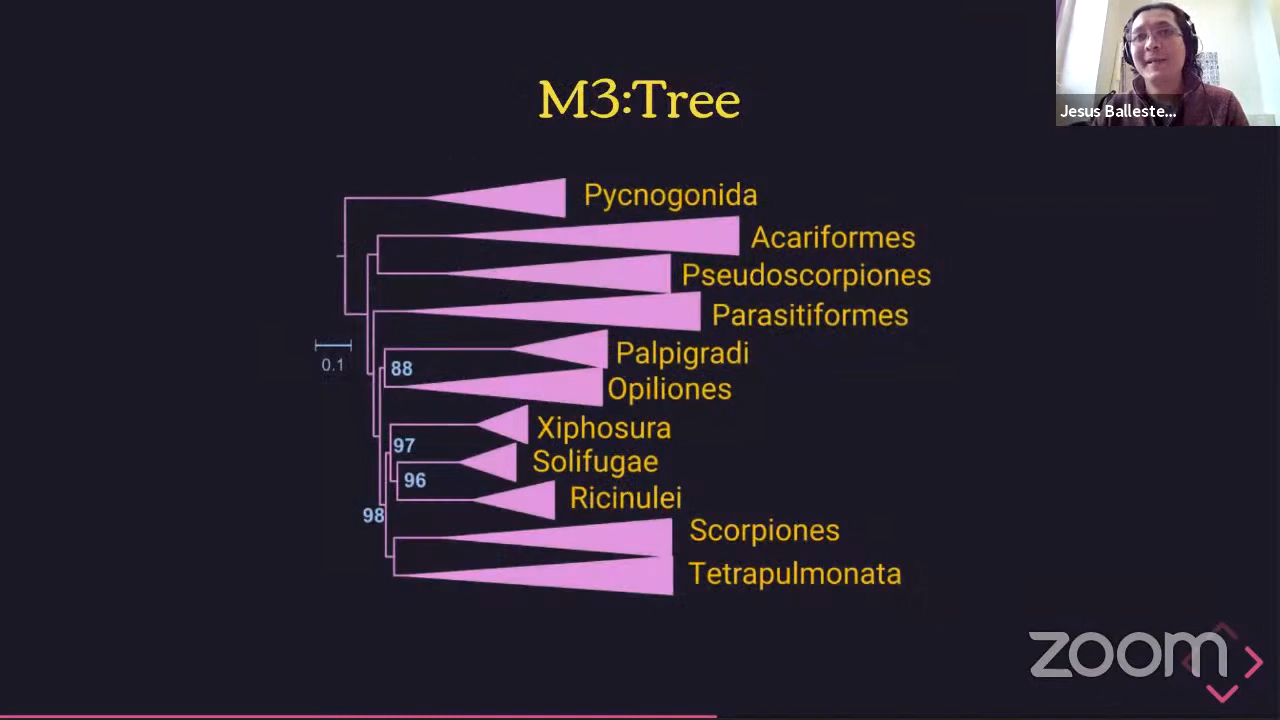 M3:Tree
Jesus Balleste...
Pycnogonida
Acariformes
Pseudoscorpiones
Parasitiformes
0.1
Palpigradi
88
Opiliones
Xiphosura
97
Solifugae
96
Ricinulei
98
Scorpiones
Tetrapulmonata
zoom